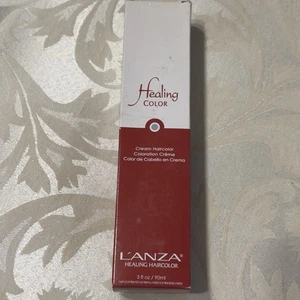 Healing
COLOR
Cream Haircolor
Coloration Crème
Color de Cabello en Crema
L'ANZA
HEALING HAIRCOLOR
3 fl oz / 90ml